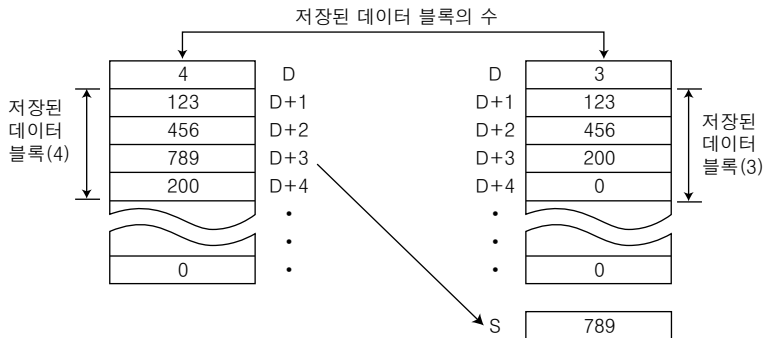 저장된 데이터 블록의 수
4 D D 3
저장된
데이터
블록(4)
123 D+1 D+1 123
456 D+2 D+2 456
789 D+3 D+3 200
200 D+4 D+4 0
저장된
데이터
블록(3)
0 0
S 789